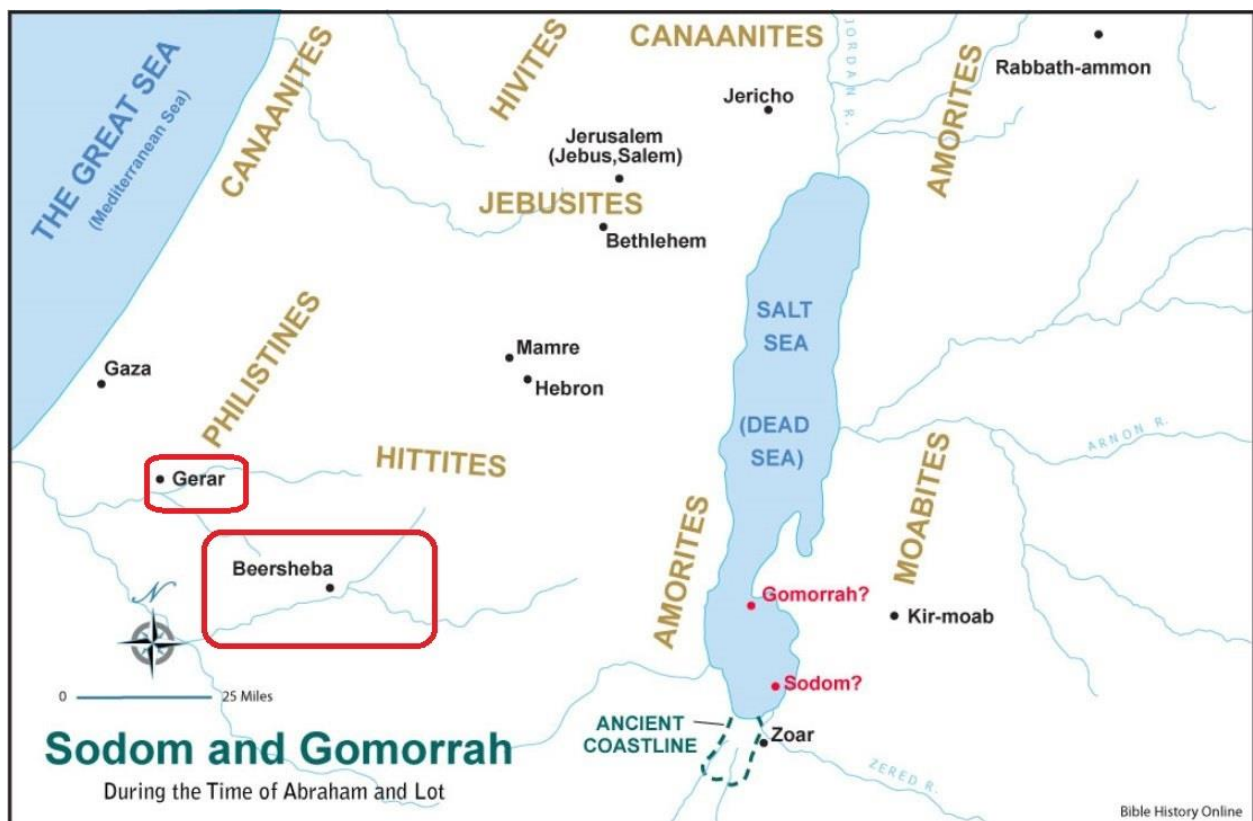 THE GREAT SEA
(Mediterranean Sea)
CANAANITES
HIVITES
CANAANITES
JORDAN R.
AMORITES
Rabbath-ammon
Jericho
Jerusalem
(Jebus,Salem)
JEBUSITES
Bethlehem
SALT
SEA
(DEAD
SEA)
Mamre
Hebron
Gaza
PHILISTINES
HITTITES
Gerar
Beersheba
ARNON R.
MOABITES
AMORITES
Gomorrah?
Kir-moab
Sodom?
N
0 25 Miles
ANCIENT
COASTLINE
Zoar
ZERED R.
Sodom and Gomorrah
During the Time of Abraham and Lot
Bible History Online